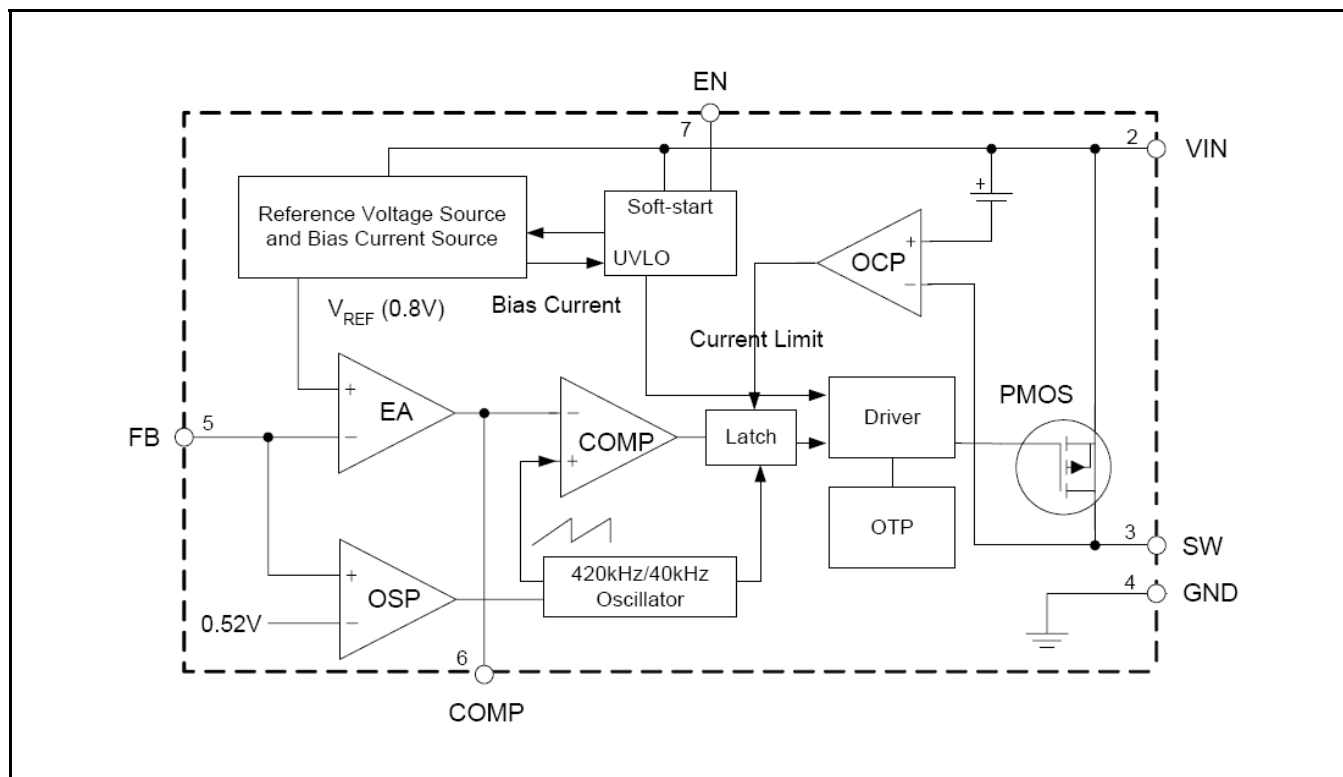 EN
7
2
VIN
+
Reference Voltage Source
and Bias Current Source
Soft-start
UVLO
+
OCP
−
V_REF (0.8V)
Bias Current
Current Limit
+
EA
−
−
COMP
+
Latch
Driver
PMOS
5
FB
OTP
+
OSP
−
0.52V
420kHz/40kHz
Oscillator
3
SW
4
GND
6
COMP